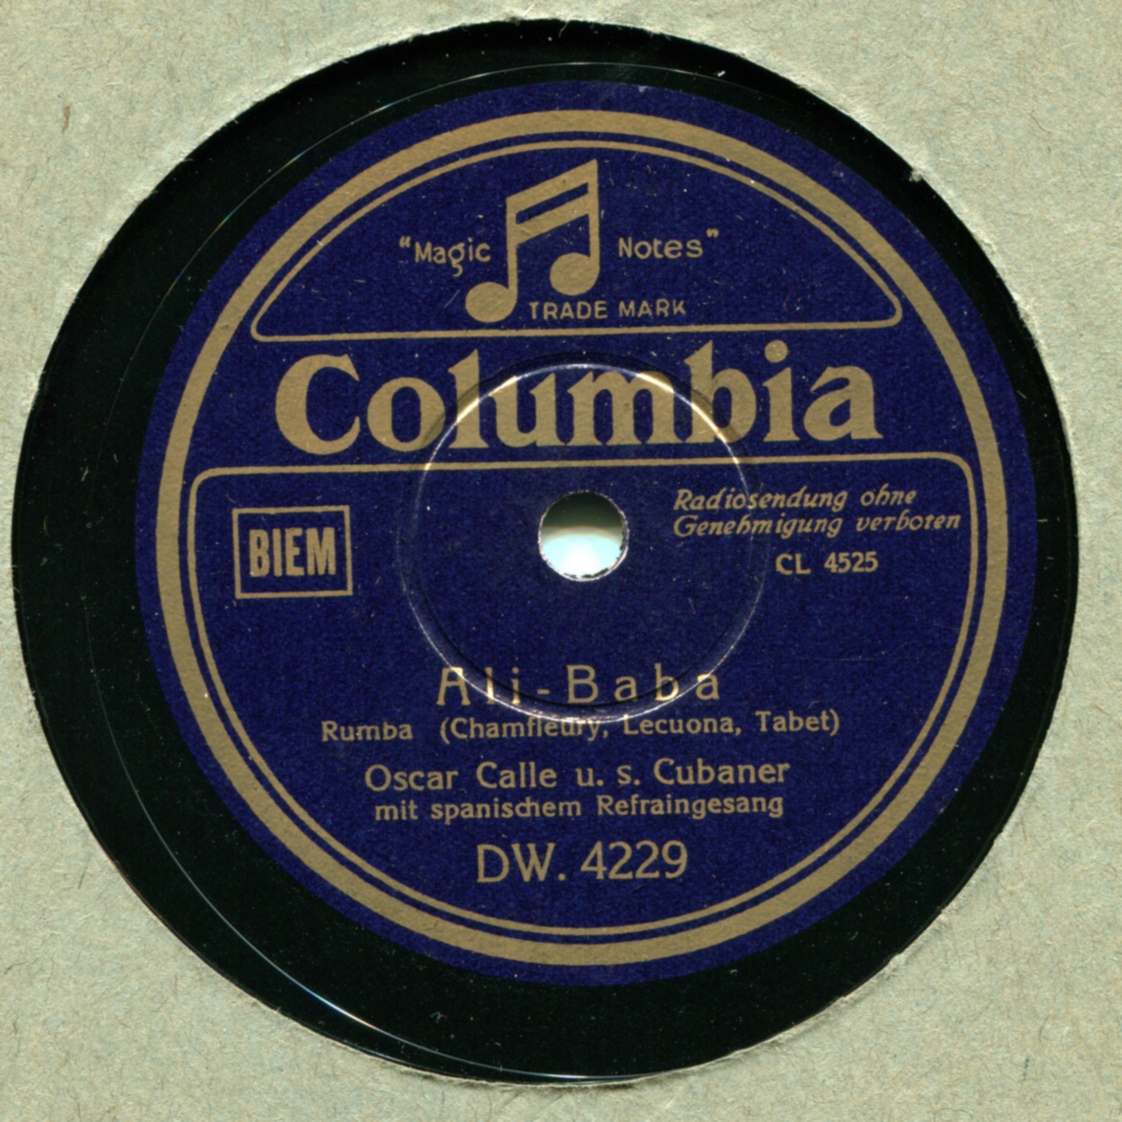 "Magic Notes"
TRADE MARK
Columbia
BIEM
Radiosendung ohne
Genehmigung verboten
CL 4525
Ali-Baba
Rumba (Chamfleury, Lecuona, Tabet)
Oscar Calle u. s. Cubaner
mit spanischem Refraingesang
DW. 4229